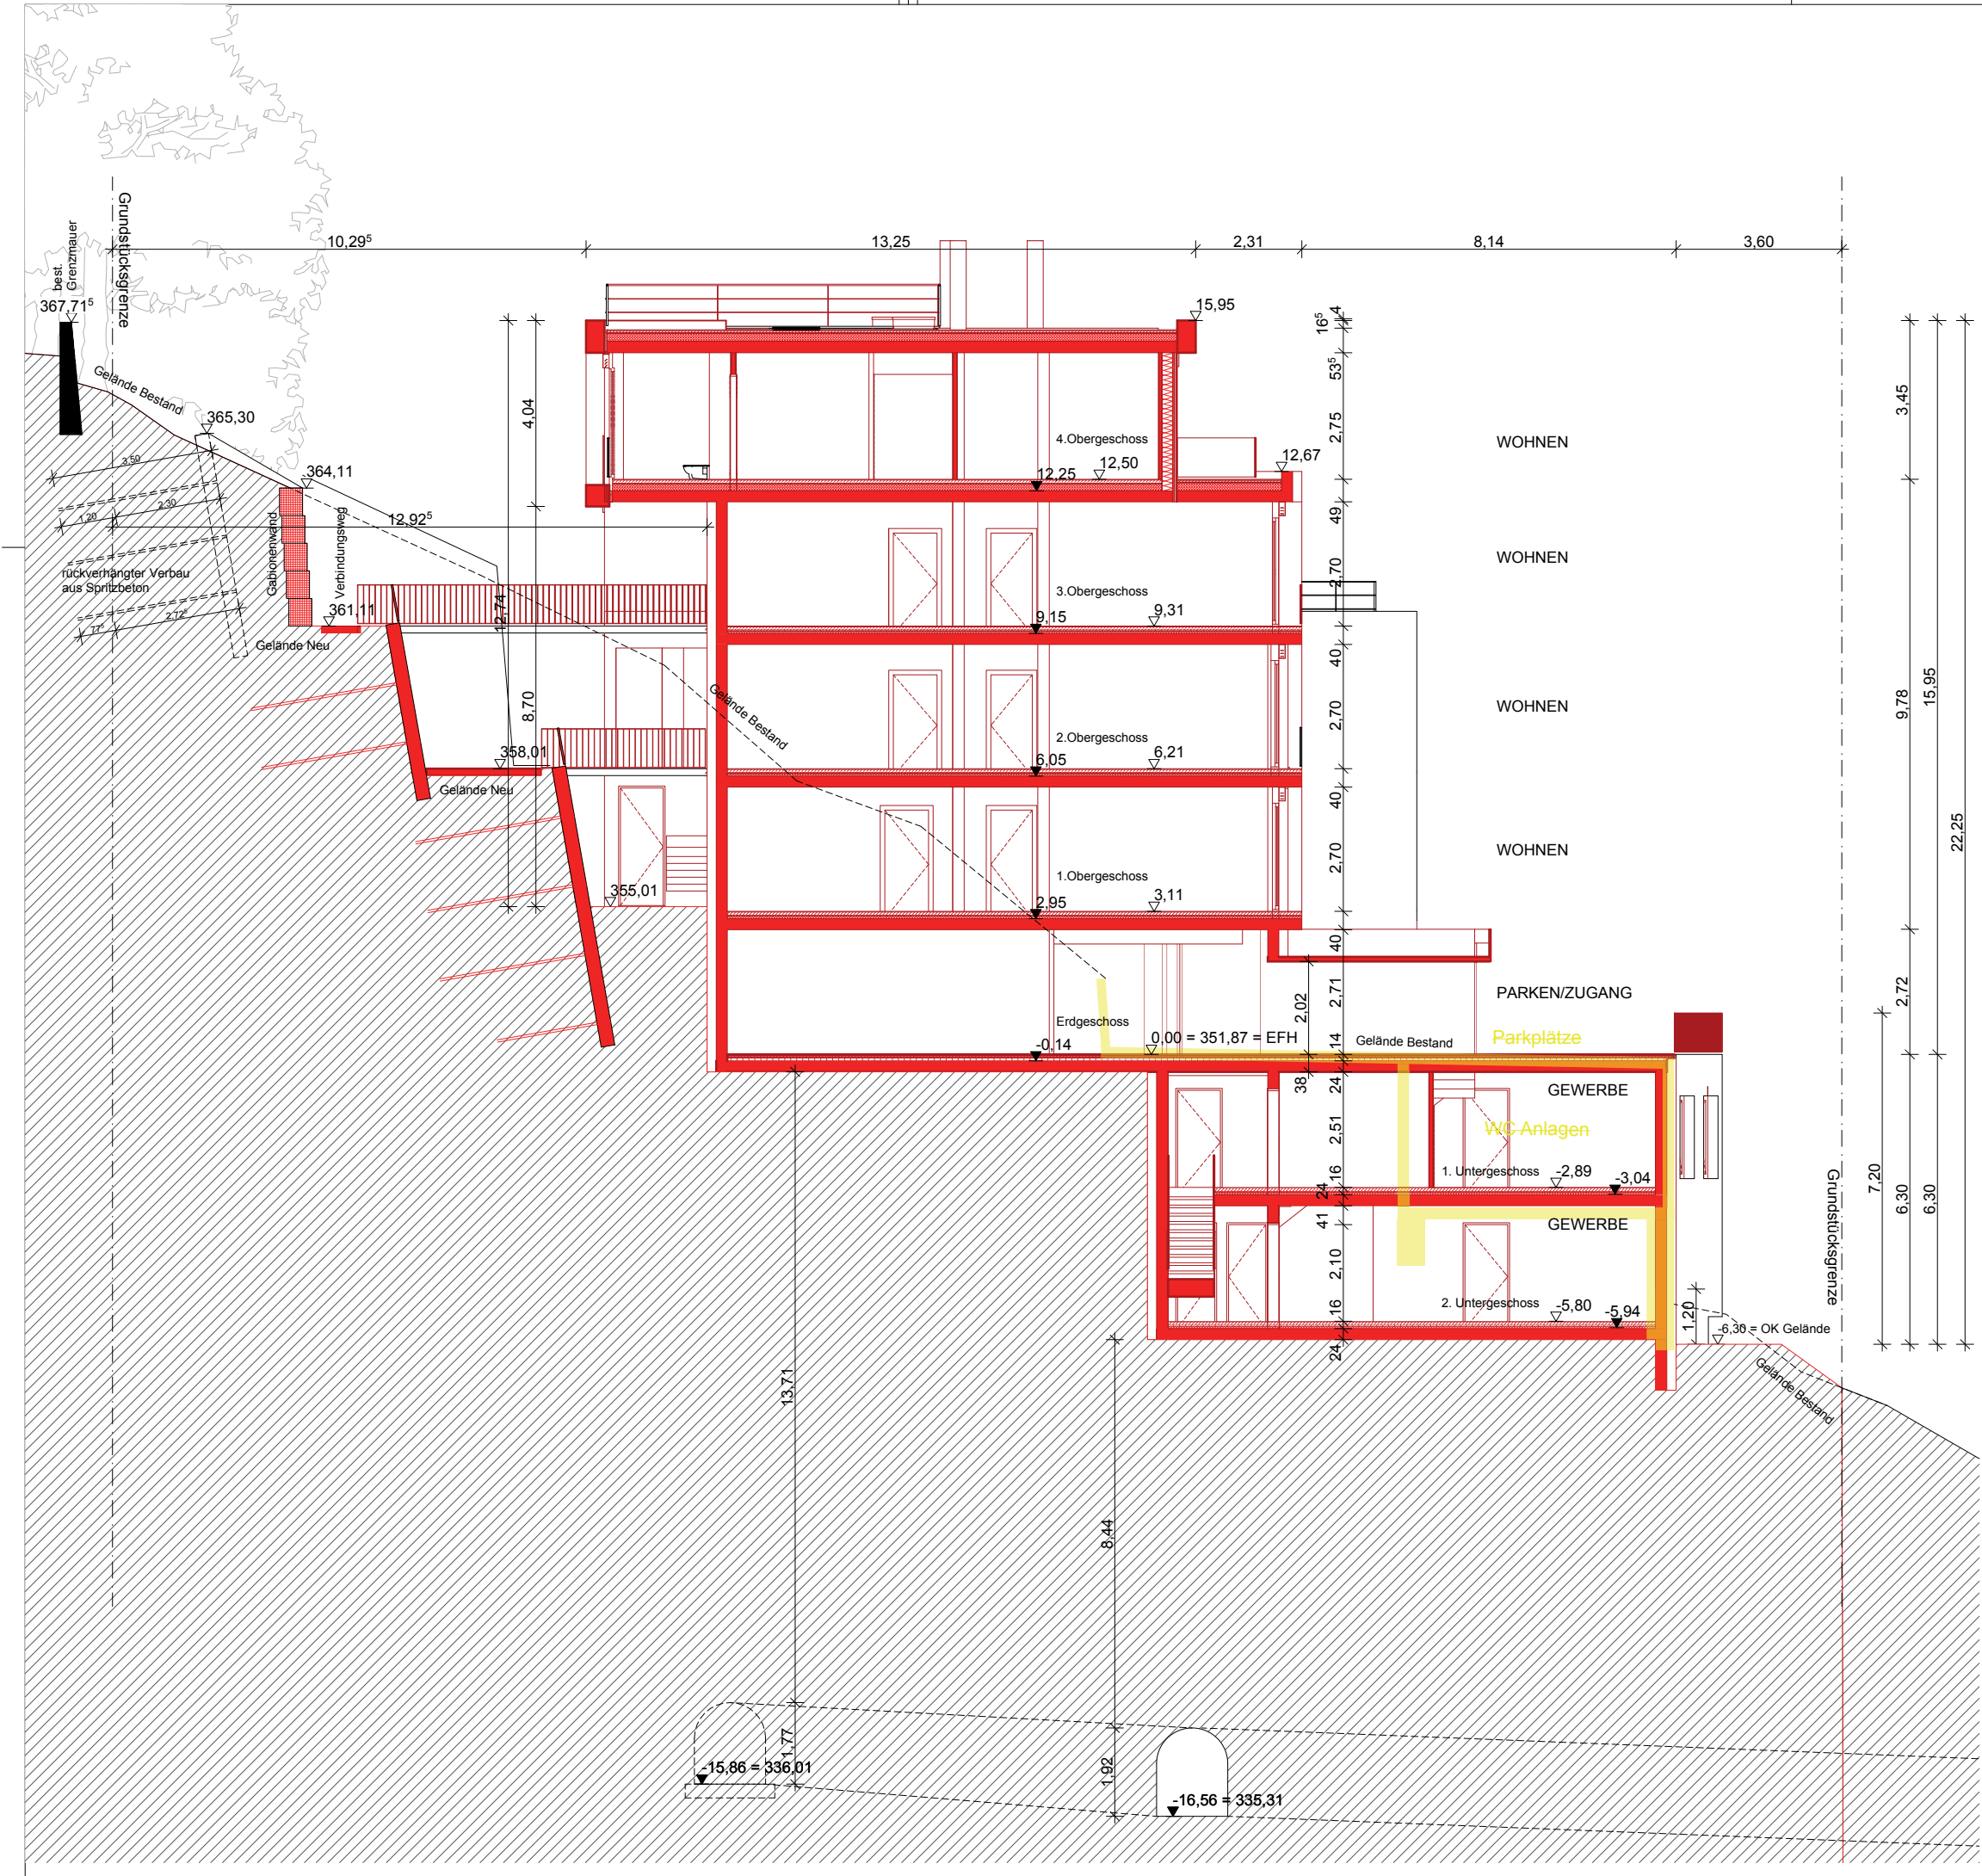 Grundstücksgrenze
best.
Grenzmauer
367,71⁵
10,29⁵
13,25
2,31
8,14
3,60
15,95
Gelände Bestand
365,30
364,11
3,50
2,30
1,20
12,92⁵
rückverhängter Verbau
aus Spritzbeton
2,72⁵
77⁵
Gabionenwand
Verbindungsweg
361,11
Gelände Neu
4,04
12,74
8,70
358,01
Gelände Neu
355,01
Gelände Bestand
4.Obergeschoss
12,50
12,25
12,67
3.Obergeschoss
9,31
9,15
2.Obergeschoss
6,21
6,05
1.Obergeschoss
3,11
2,95
Erdgeschoss
0,00 = 351,87 = EFH
-0,14
Gelände Bestand
4
16⁵
53⁵
2,75
49
2,70
40
2,70
40
2,70
40
2,71
2,02
14
38
24
2,51
16
24
41
2,10
16
24
WOHNEN
WOHNEN
WOHNEN
WOHNEN
PARKEN/ZUGANG
Parkplätze
GEWERBE
WC Anlagen
1. Untergeschoss
-2,89
-3,04
GEWERBE
2. Untergeschoss
-5,80
-5,94
1,20
-6,30 = OK Gelände
Gelände Bestand
Grundstücksgrenze
3,45
9,78
15,95
22,25
2,72
7,20
6,30
6,30
13,71
8,44
1,77
1,92
-15,86 = 336,01
-16,56 = 335,31